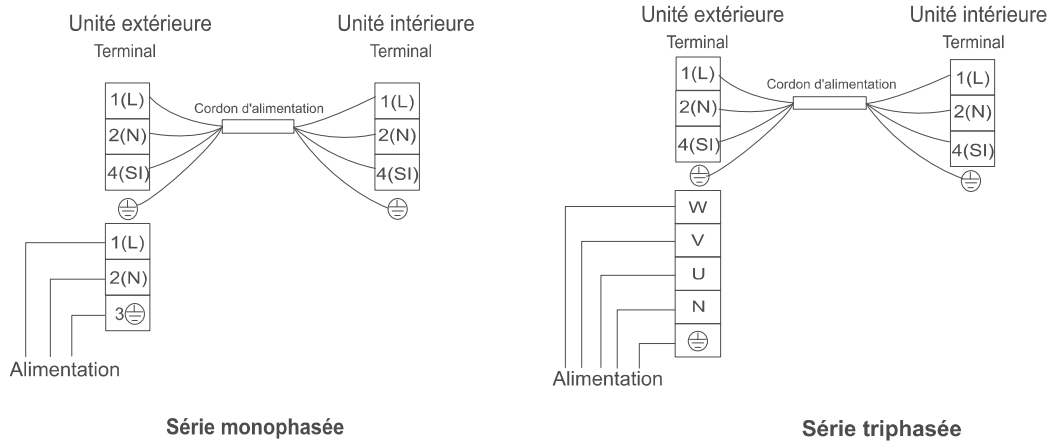 Unité extérieure
Terminal
Unité intérieure
Terminal
1(L)
2(N)
4(SI)
Cordon d'alimentation
1(L)
2(N)
4(SI)
1(L)
2(N)
3
Alimentation
Série monophasée
Unité extérieure
Terminal
Unité intérieure
Terminal
1(L)
2(N)
4(SI)
Cordon d'alimentation
1(L)
2(N)
4(SI)
W
V
U
N
Alimentation
Série triphasée